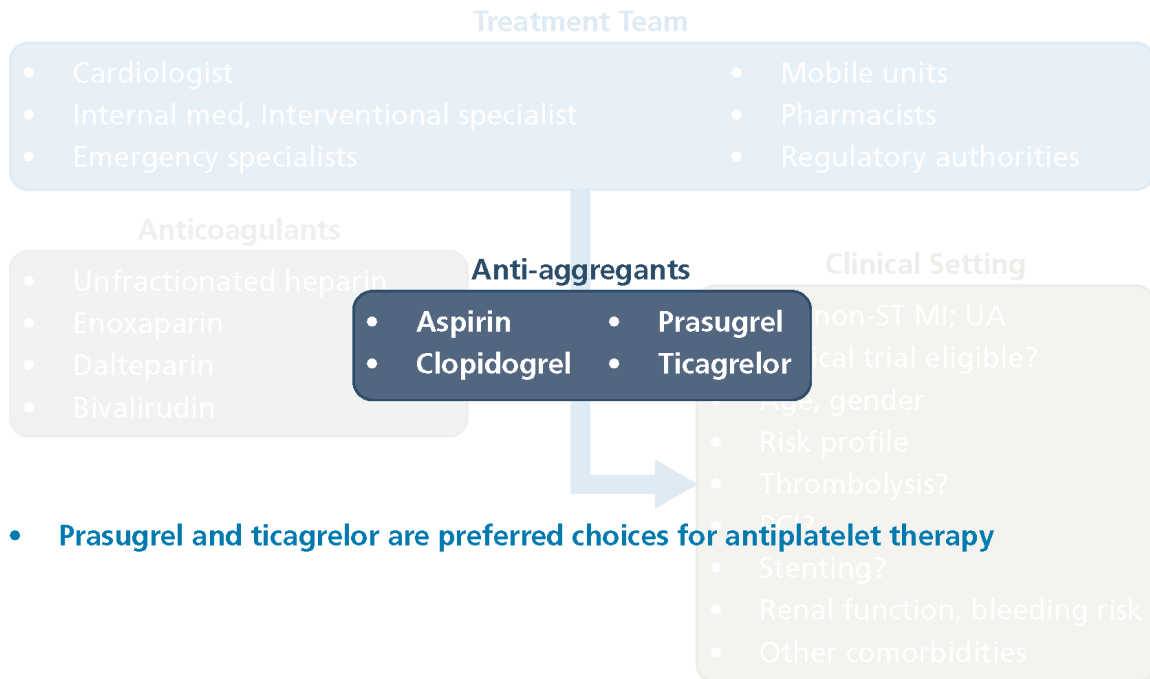 Treatment Team
• Cardiologist
• Internal med, Interventional specialist
• Emergency specialists
• Mobile units
• Pharmacists
• Regulatory authorities
Anticoagulants
• Unfractionated heparin
• Enoxaparin
• Dalteparin
• Bivalirudin
Anti-aggregants
• Aspirin
• Clopidogrel
• Prasugrel
• Ticagrelor
Clinical Setting
non-ST MI; UA
trial eligible?
• Age, gender
• Risk profile
• Thrombolysis?
• Stenting?
• Renal function, bleeding risk
• Other comorbidities
• Prasugrel and ticagrelor are preferred choices for antiplatelet therapy